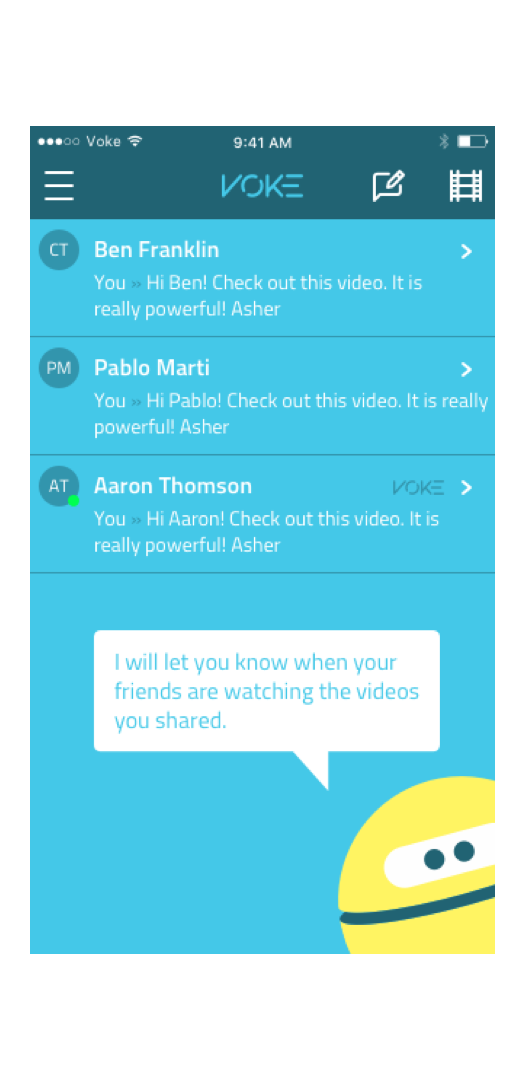 Voke 9:41 AM
VOKE
CT Ben Franklin
You » Hi Ben! Check out this video. It is
really powerful! Asher
PM Pablo Marti
You » Hi Pablo! Check out this video. It is really
powerful! Asher
AT Aaron Thomson VOKE
You » Hi Aaron! Check out this video. It is
really powerful! Asher
I will let you know when your
friends are watching the videos
you shared.